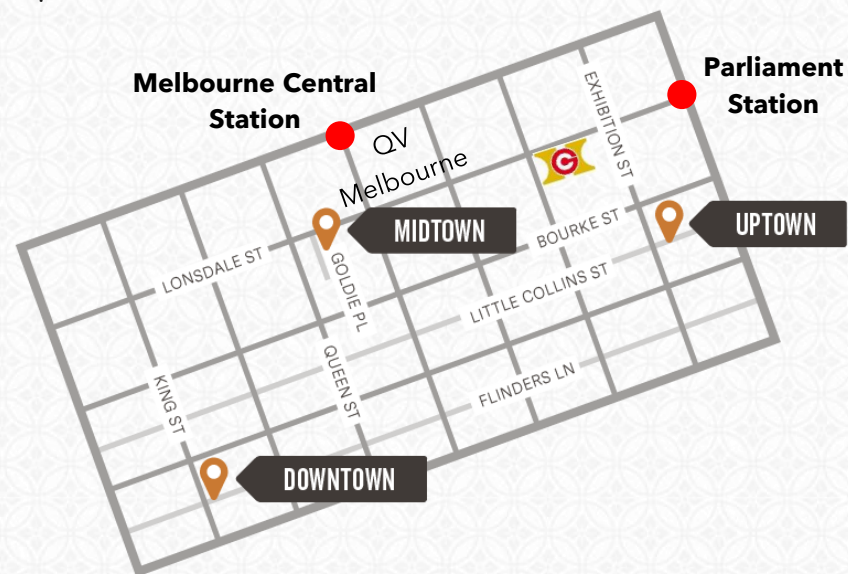 Melbourne Central
Station
Parliament
Station
QV
Melbourne
EXHIBITION ST
MIDTOWN
UPTOWN
LONSDALE ST
BOURKE ST
GOLDIE PL
LITTLE COLLINS ST
QUEEN ST
KING ST
FLINDERS LN
DOWNTOWN